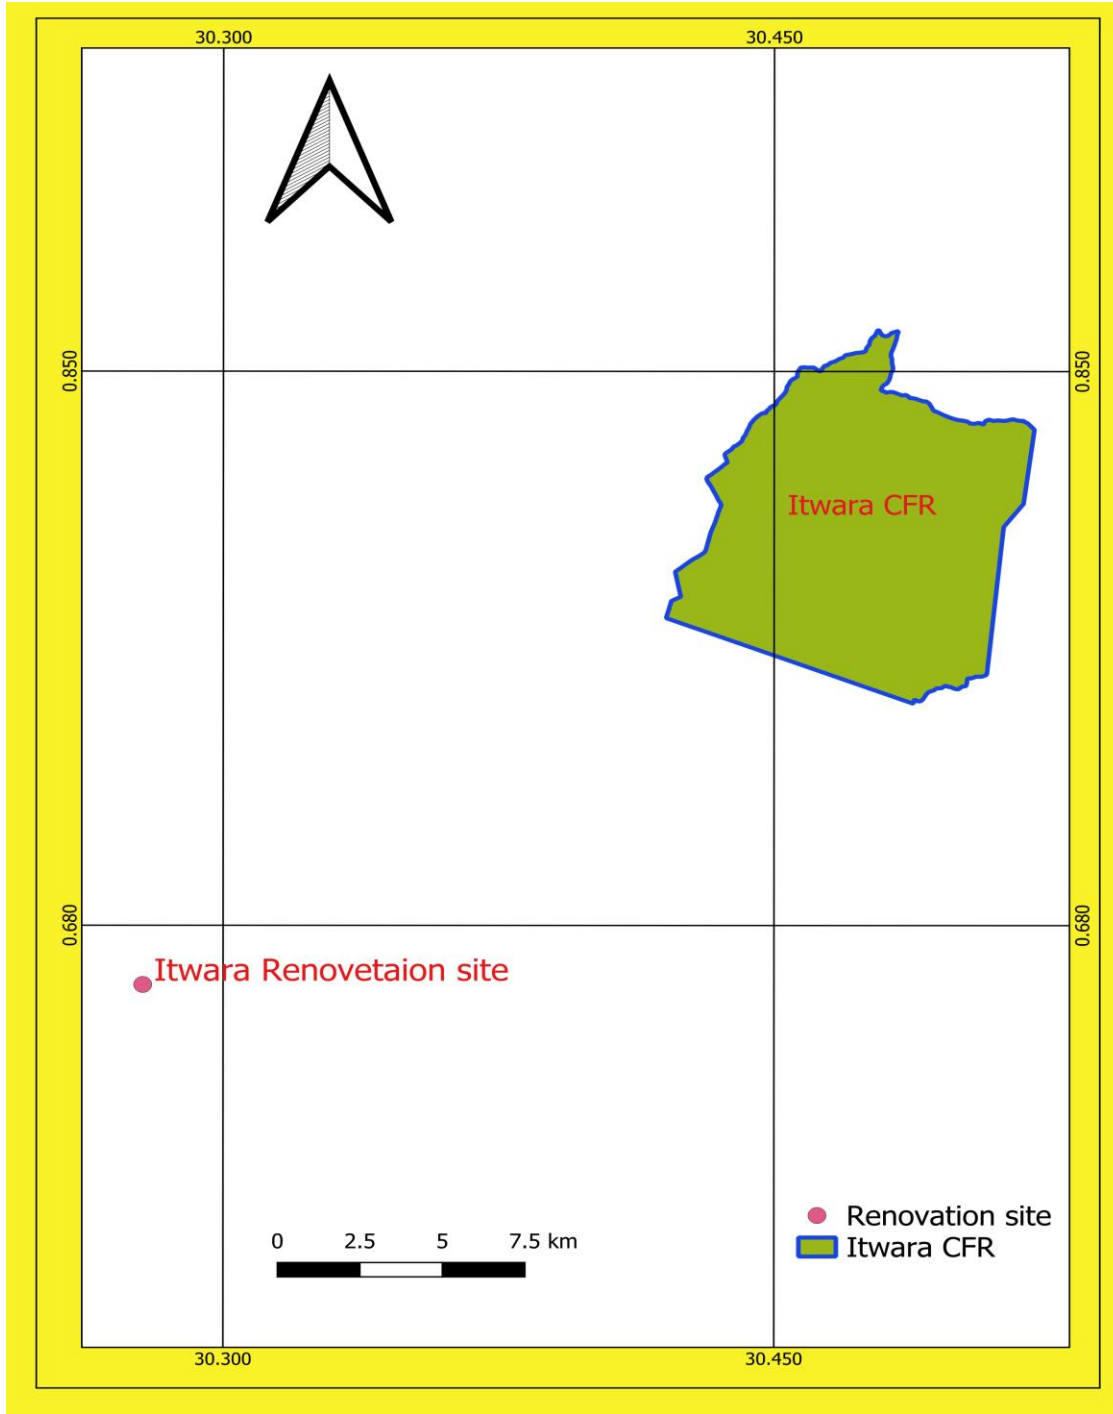 30.300 30.450
0.850 0.850
Itwara CFR
0.680 0.680
Itwara Renovetaion site
Renovation site
Itwara CFR
0 2.5 5 7.5 km
30.300 30.450